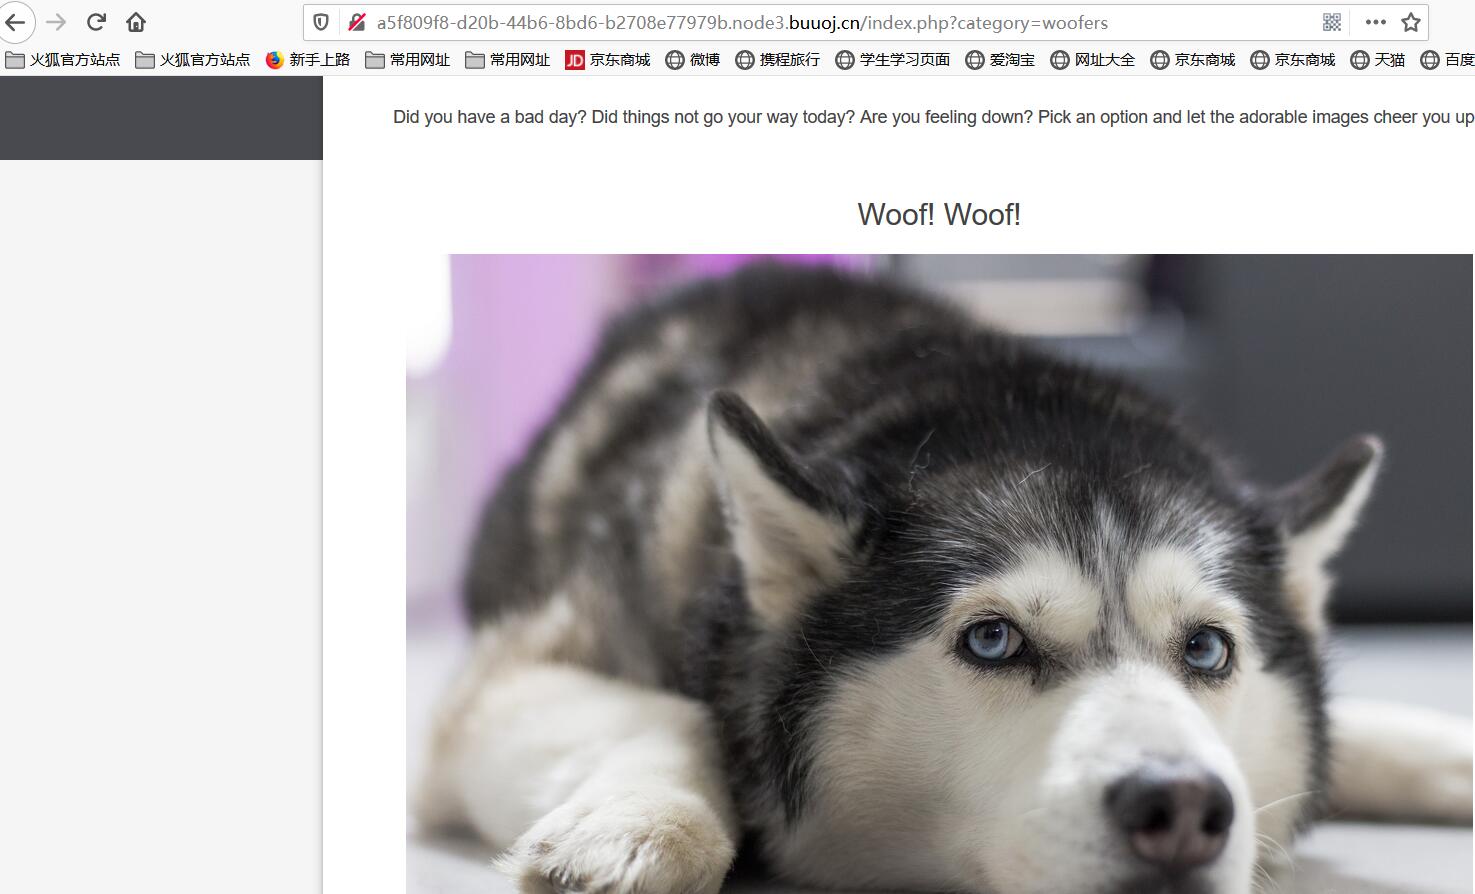 a5f809f8-d20b-44b6-8bd6-b2708e77979b.node3.buuoj.cn/index.php?category=woofers
火狐官方站点 火狐官方站点 新手上路 常用网址 常用网址 JD 京东商城 微博 携程旅行 学生学习页面 爱淘宝 网址大全 京东商城 京东商城 天猫 百度
Did you have a bad day? Did things not go your way today? Are you feeling down? Pick an option and let the adorable images cheer you up
Woof! Woof!